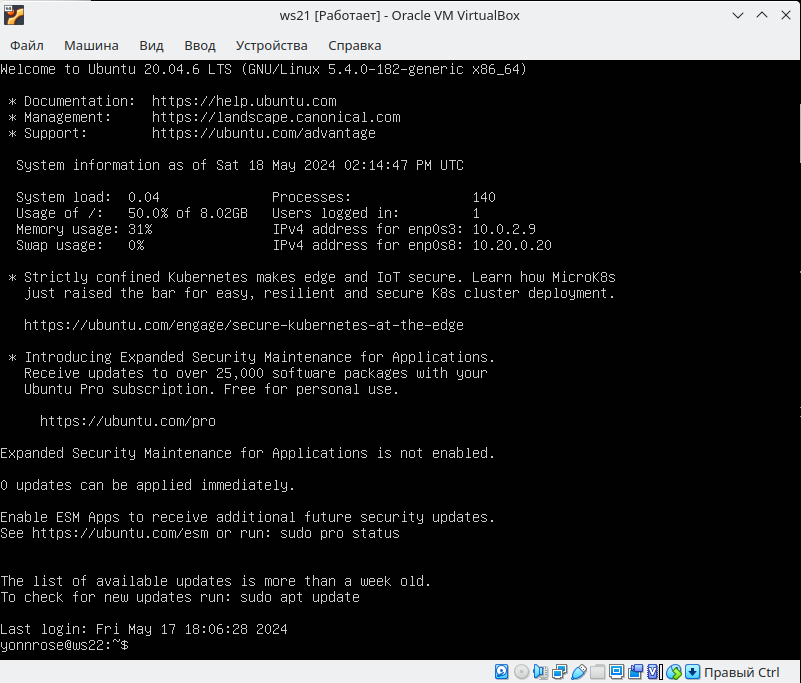 ws21 [Работает] - Oracle VM VirtualBox
Файл Машина Вид Ввод Устройства Справка
Welcome to Ubuntu 20.04.6 LTS (GNU/Linux 5.4.0-182-generic x86_64)
* Documentation: https://help.ubuntu.com
* Management: https://landscape.canonical.com
* Support: https://ubuntu.com/advantage
System information as of Sat 18 May 2024 02:14:47 PM UTC
System load: 0.04 Processes: 140
Usage of /: 50.0% of 8.02GB Users logged in: 1
Memory usage: 31% IPv4 address for enp0s3: 10.0.2.9
Swap usage: 0% IPv4 address for enp0s8: 10.20.0.20
* Strictly confined Kubernetes makes edge and IoT secure. Learn how MicroK8s
just raised the bar for easy, resilient and secure K8s cluster deployment.
https://ubuntu.com/engage/secure-kubernetes-at-the-edge
* Introducing Expanded Security Maintenance for Applications.
Receive updates to over 25,000 software packages with your
Ubuntu Pro subscription. Free for personal use.
https://ubuntu.com/pro
Expanded Security Maintenance for Applications is not enabled.
0 updates can be applied immediately.
Enable ESM Apps to receive additional future security updates.
See https://ubuntu.com/esm or run: sudo pro status
The list of available updates is more than a week old.
To check for new updates run: sudo apt update
Last login: Fri May 17 18:06:28 2024
yonnrose@ws22:~$
Правый Ctrl